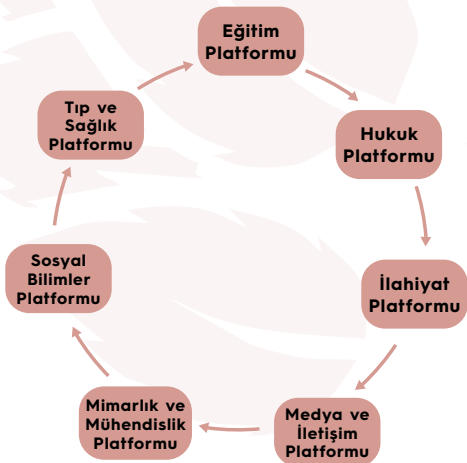 Eğitim
Platformu
Hukuk
Platformu
İlahiyat
Platformu
Medya ve
İletişim
Platformu
Mimarlık ve
Mühendislik
Platformu
Sosyal
Bilimler
Platformu
Tıp ve
Sağlık
Platformu